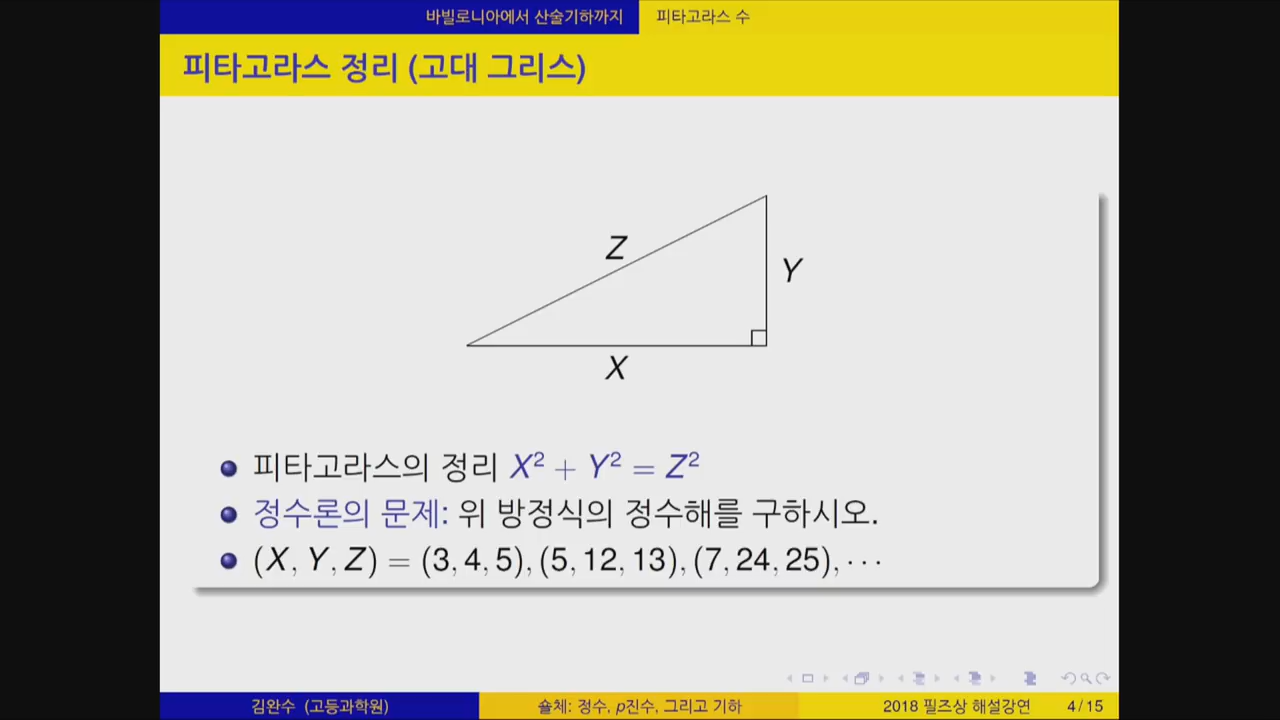 바빌로니아에서 산술기하까지 피타고라스 수
피타고라스 정리 (고대 그리스)
Z
Y
X
피타고라스의 정리 X² + Y² = Z²
정수론의 문제: 위 방정식의 정수해를 구하시오.
(X, Y, Z) = (3, 4, 5), (5, 12, 13), (7, 24, 25), ···
김완수 (고등과학원) 숄체: 정수, p진수, 그리고 기하 2018 필즈상 해설강연 4 / 15